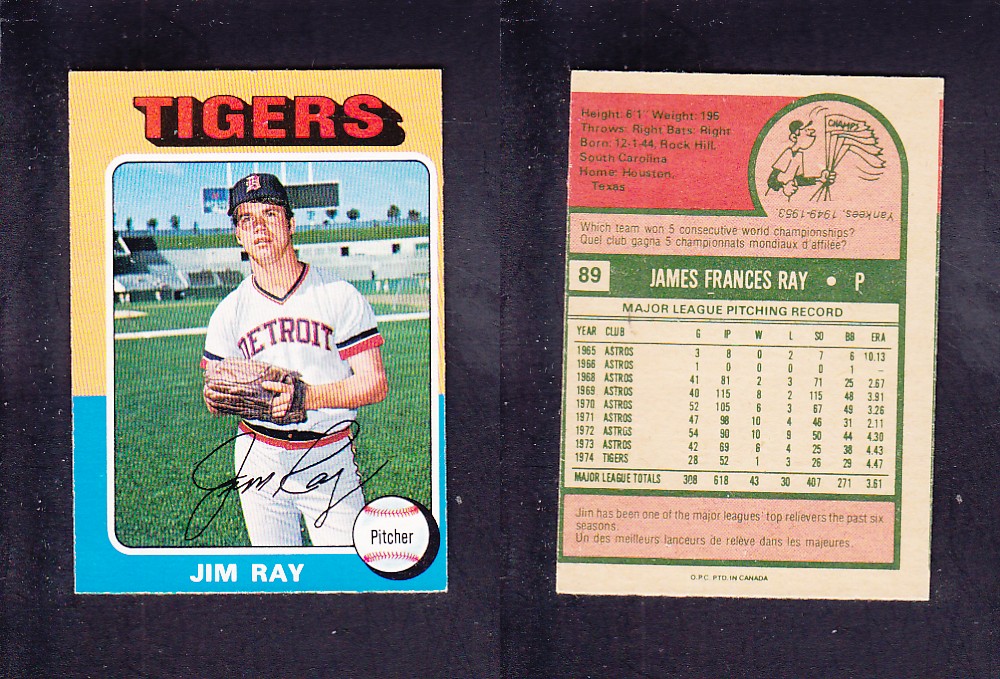 TIGERS
D
DETROIT
Jim Ray
Pitcher
JIM RAY
Height: 6'1" Weight: 195
Throws: Right Bats: Right
Born: 12-1-44, Rock Hill,
South Carolina
Home: Houston,
Texas
CHAMPS
Yankees, 1949-1953.
Which team won 5 consecutive world championships?
Quel club gagna 5 championnats mondiaux d'affilée?
89 JAMES FRANCES RAY • P
MAJOR LEAGUE PITCHING RECORD
YEAR CLUB G IP W L SO BB ERA
1965 ASTROS 3 8 0 2 7 6 10.13
1966 ASTROS 1 0 0 0 0 1 –
1968 ASTROS 41 81 2 3 71 25 2.67
1969 ASTROS 40 115 8 2 115 48 3.91
1970 ASTROS 52 105 6 3 67 49 3.26
1971 ASTROS 47 98 10 4 46 31 2.11
1972 ASTROS 54 90 10 9 50 44 4.30
1973 ASTROS 42 69 6 4 25 38 4.43
1974 TIGERS 28 52 1 3 26 29 4.47
MAJOR LEAGUE TOTALS 308 618 43 30 407 271 3.61
Jim has been one of the major leagues' top relievers the past six
seasons.
Un des meilleurs lanceurs de relève dans les majeures.
O.P.C. PTD. IN CANADA